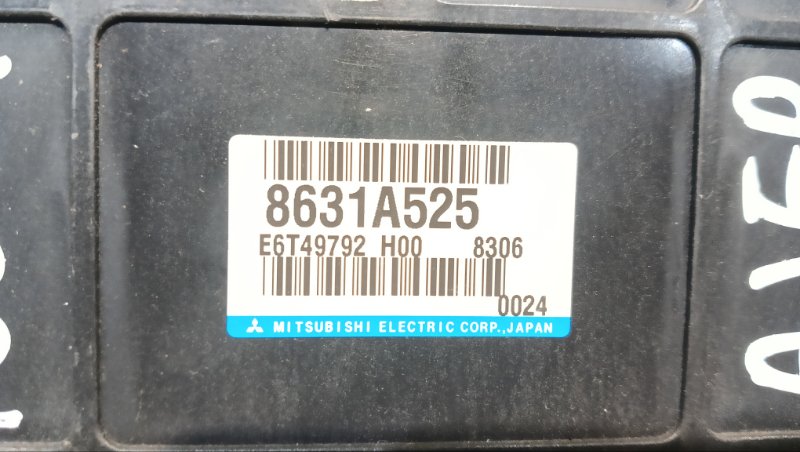 8631A525
E6T49792 H00 8306
0024
MITSUBISHI ELECTRIC CORP.,JAPAN